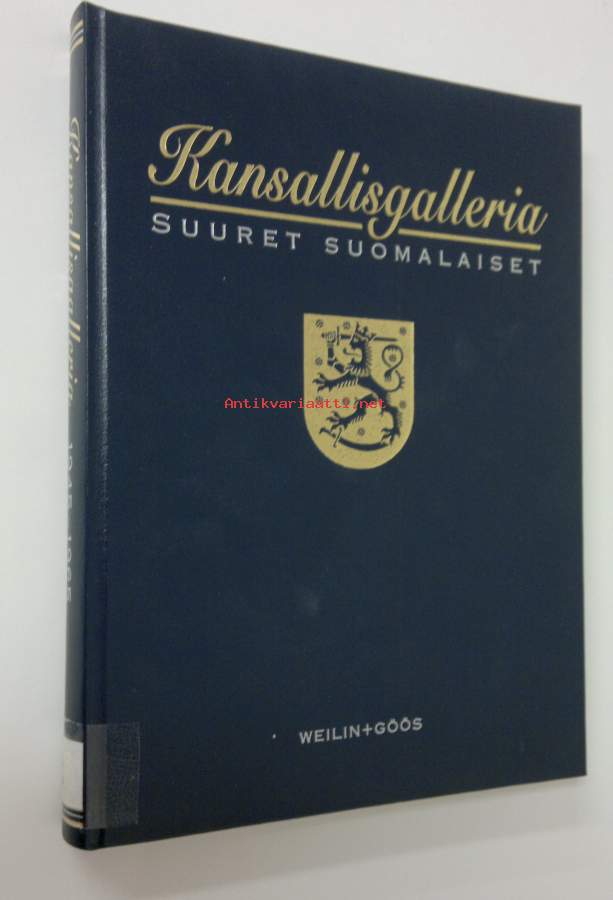 Kansallisgalleria
SUURET SUOMALAISET
Antikvariaatti.net
WEILIN+GÖÖS
Kansallisgalleria